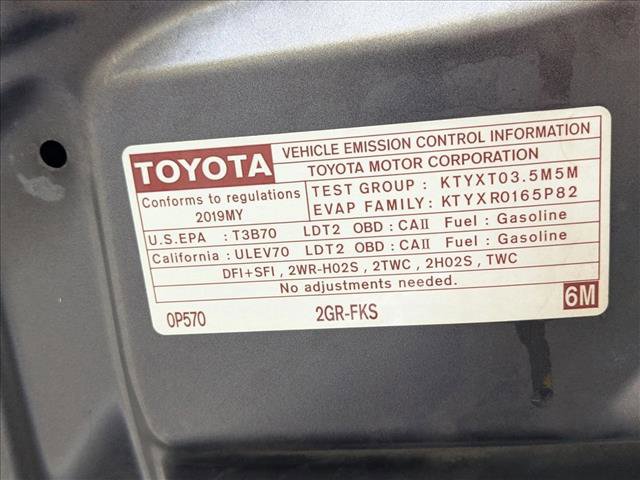 TOYOTA
VEHICLE EMISSION CONTROL INFORMATION
TOYOTA MOTOR CORPORATION
Conforms to regulations
2019MY
TEST GROUP : KTYXT03.5M5M
EVAP FAMILY: KTYXR0165P82
U.S.EPA : T3B70 LDT2 OBD : CAII Fuel : Gasoline
California : ULEV70 LDT2 OBD : CAII Fuel : Gasoline
DFI+SFI , 2WR-HO2S , 2TWC , 2HO2S , TWC
No adjustments needed.
0P570 2GR-FKS 6M